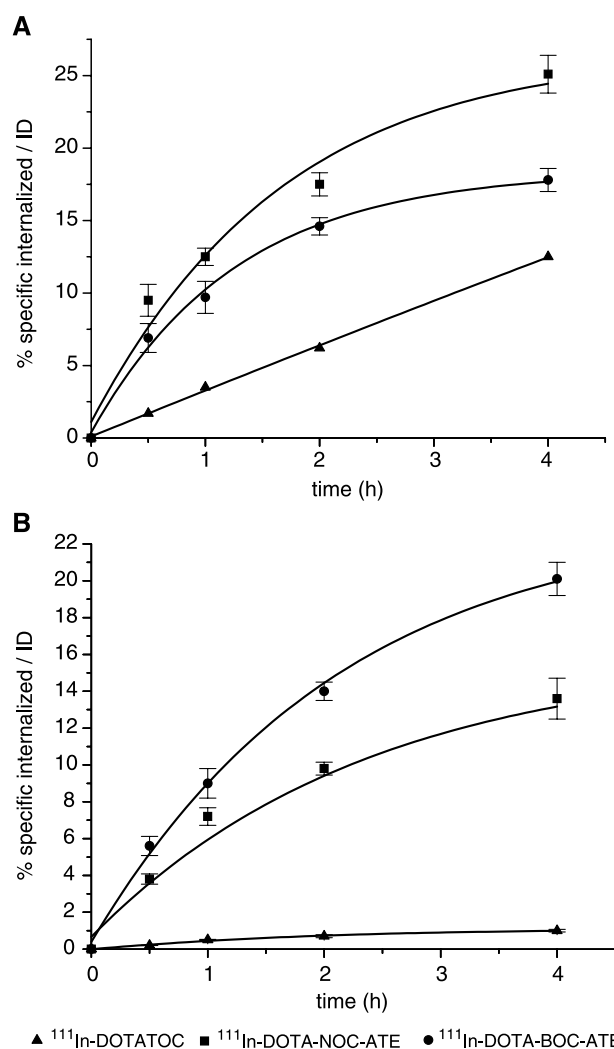 A
% specific internalized / ID
25
20
15
10
5
0
0 1 2 3 4
time (h)
B
% specific internalized / ID
22
20
18
16
14
12
10
8
6
4
2
1
0
0 1 2 3 4
time (h)
▲ ¹¹¹In-DOTATOC ■ ¹¹¹In-DOTA-NOC-ATE ● ¹¹¹In-DOTA-BOC-ATE